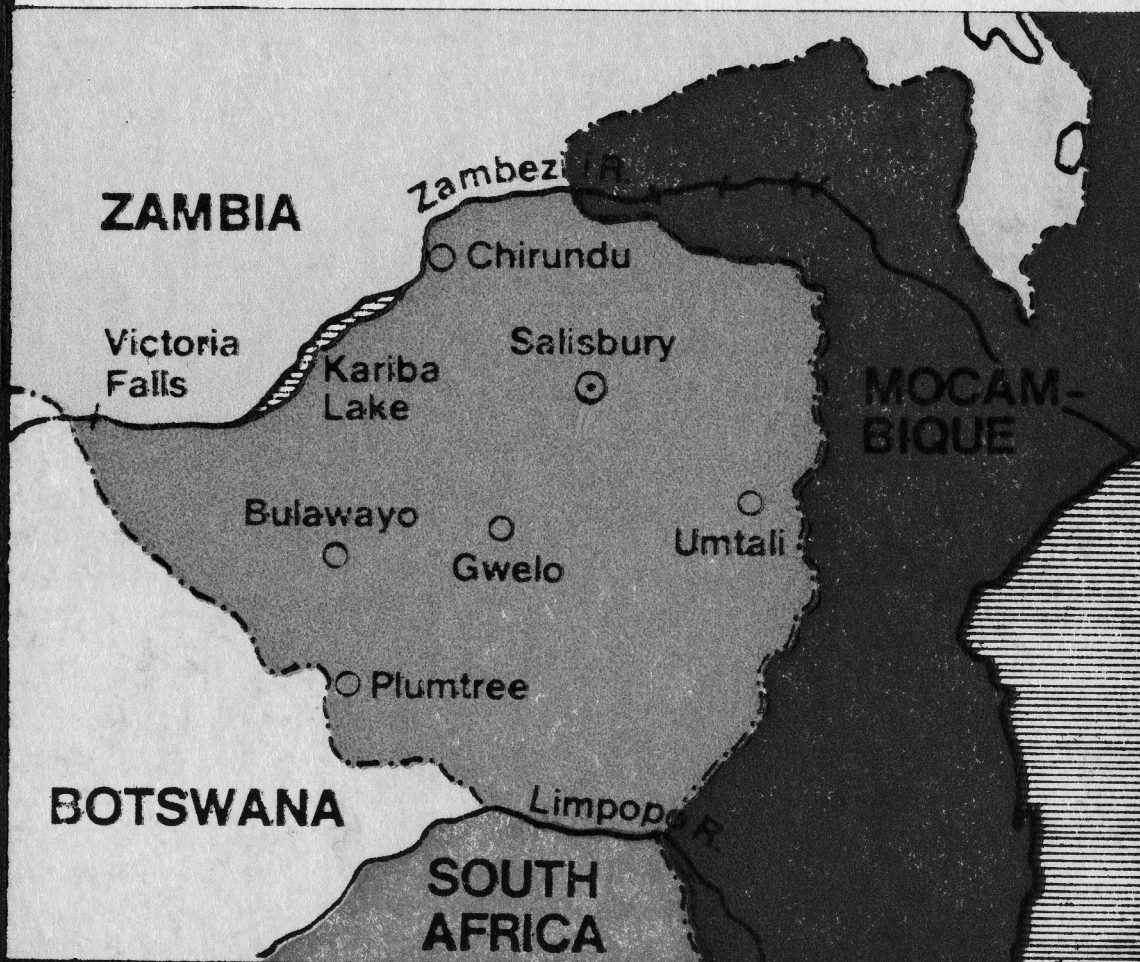 Zambezi R.
ZAMBIA
Chirundu
Victoria
Falls
Salisbury
Kariba
Lake
MOCAM-
BIQUE
Bulawayo
Gwelo
Umtali
Plumtree
BOTSWANA
Limpopo R.
SOUTH
AFRICA